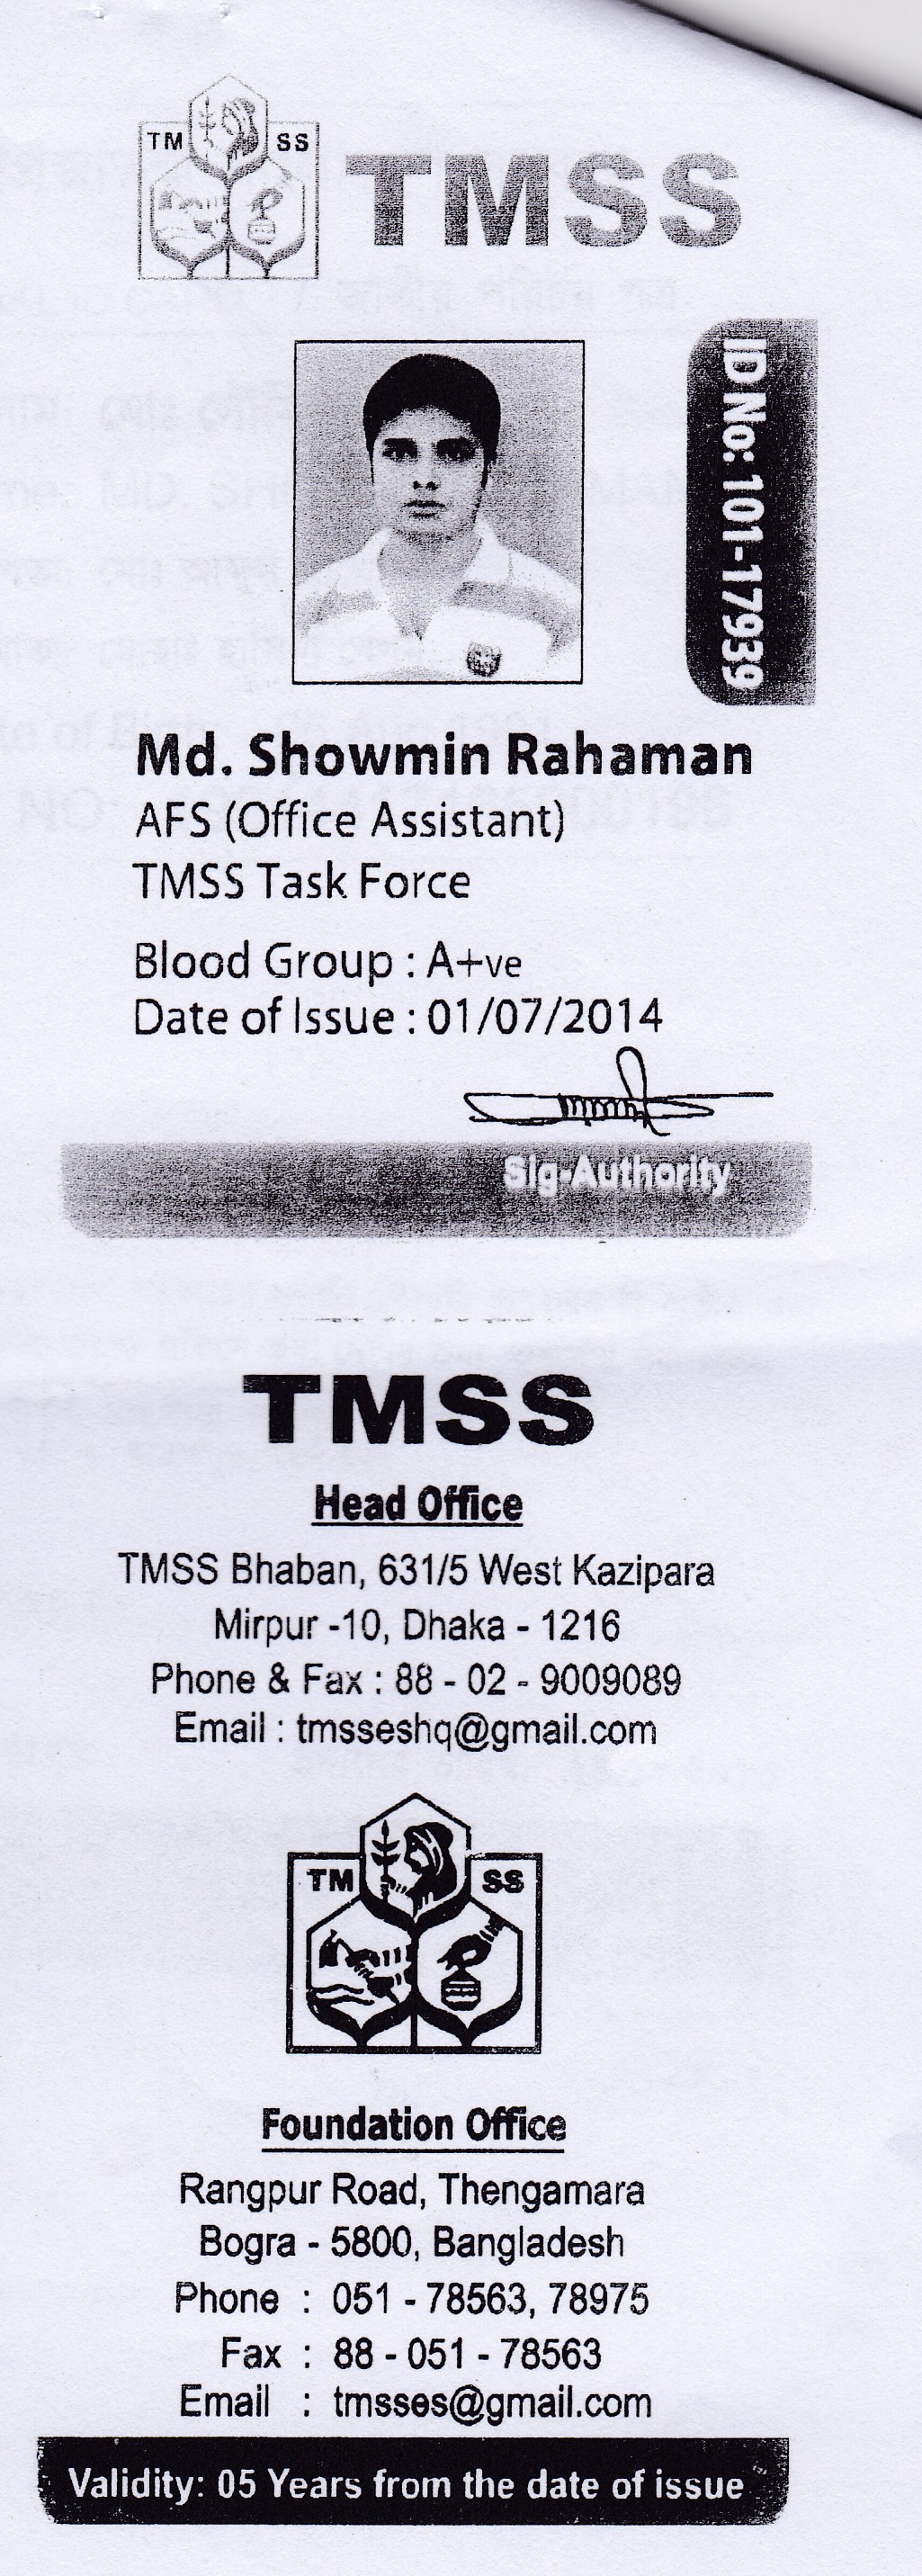 TM SS
TMSS
ID No: 101-17939
Md. Showmin Rahaman
AFS (Office Assistant)
TMSS Task Force
Blood Group : A+ve
Date of Issue : 01/07/2014
Sig-Authority
TMSS
Head Office
TMSS Bhaban, 631/5 West Kazipara
Mirpur -10, Dhaka - 1216
Phone & Fax : 88 - 02 - 9009089
Email : tmsseshq@gmail.com
TM SS
Foundation Office
Rangpur Road, Thengamara
Bogra - 5800, Bangladesh
Phone : 051 - 78563, 78975
Fax : 88 - 051 - 78563
Email : tmsses@gmail.com
Validity: 05 Years from the date of issue